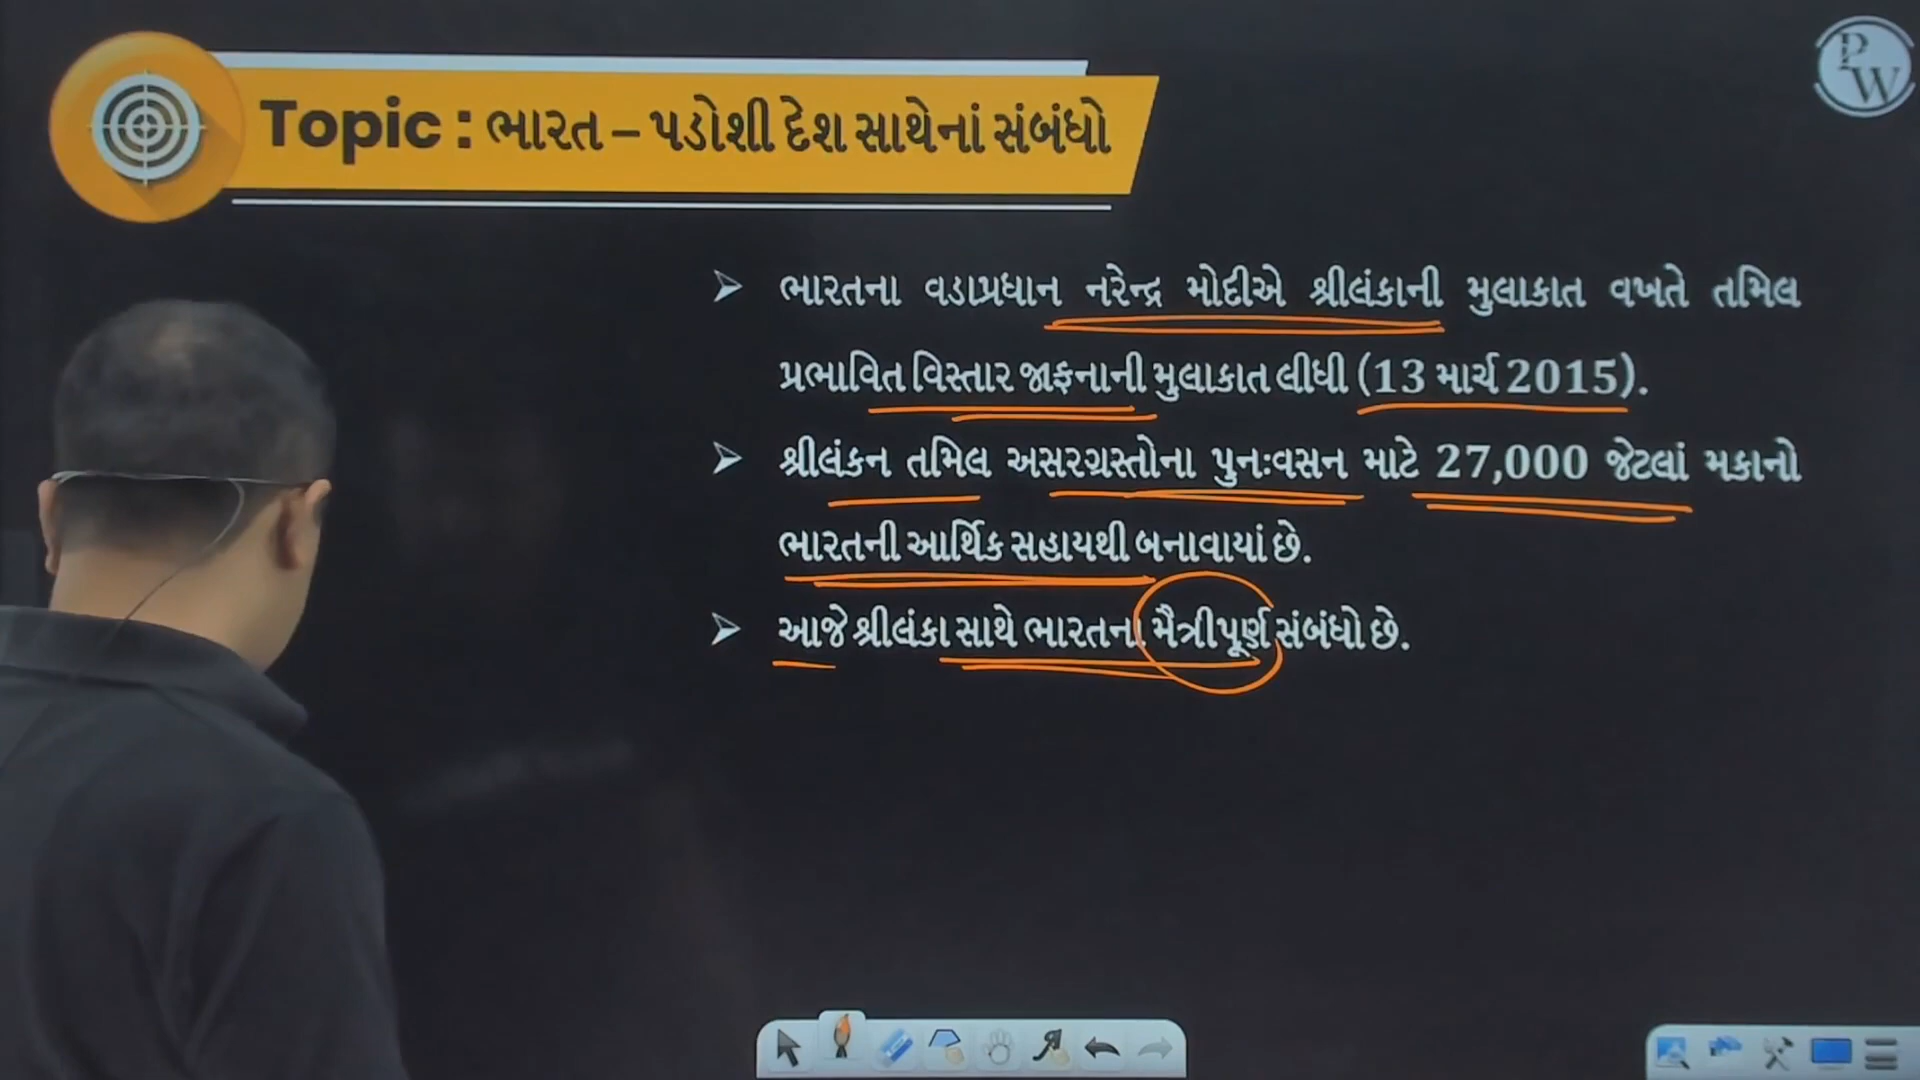 Topic : ભારત – પડોશી દેશ સાથેનાં સંબંધો
PW
➢ ભારતના વડાપ્રધાન નરેન્દ્ર મોદીએ શ્રીલંકાની મુલાકાત વખતે તમિલ
પ્રભાવિત વિસ્તાર જાફનાની મુલાકાત લીધી (13 માર્ચ 2015).
➢ શ્રીલંકન તમિલ અસરગ્રસ્તોના પુનઃવસન માટે 27,000 જેટલાં મકાનો
ભારતની આર્થિક સહાયથી બનાવાયાં છે.
➢ આજે શ્રીલંકા સાથે ભારતના મૈત્રીપૂર્ણ સંબંધો છે.